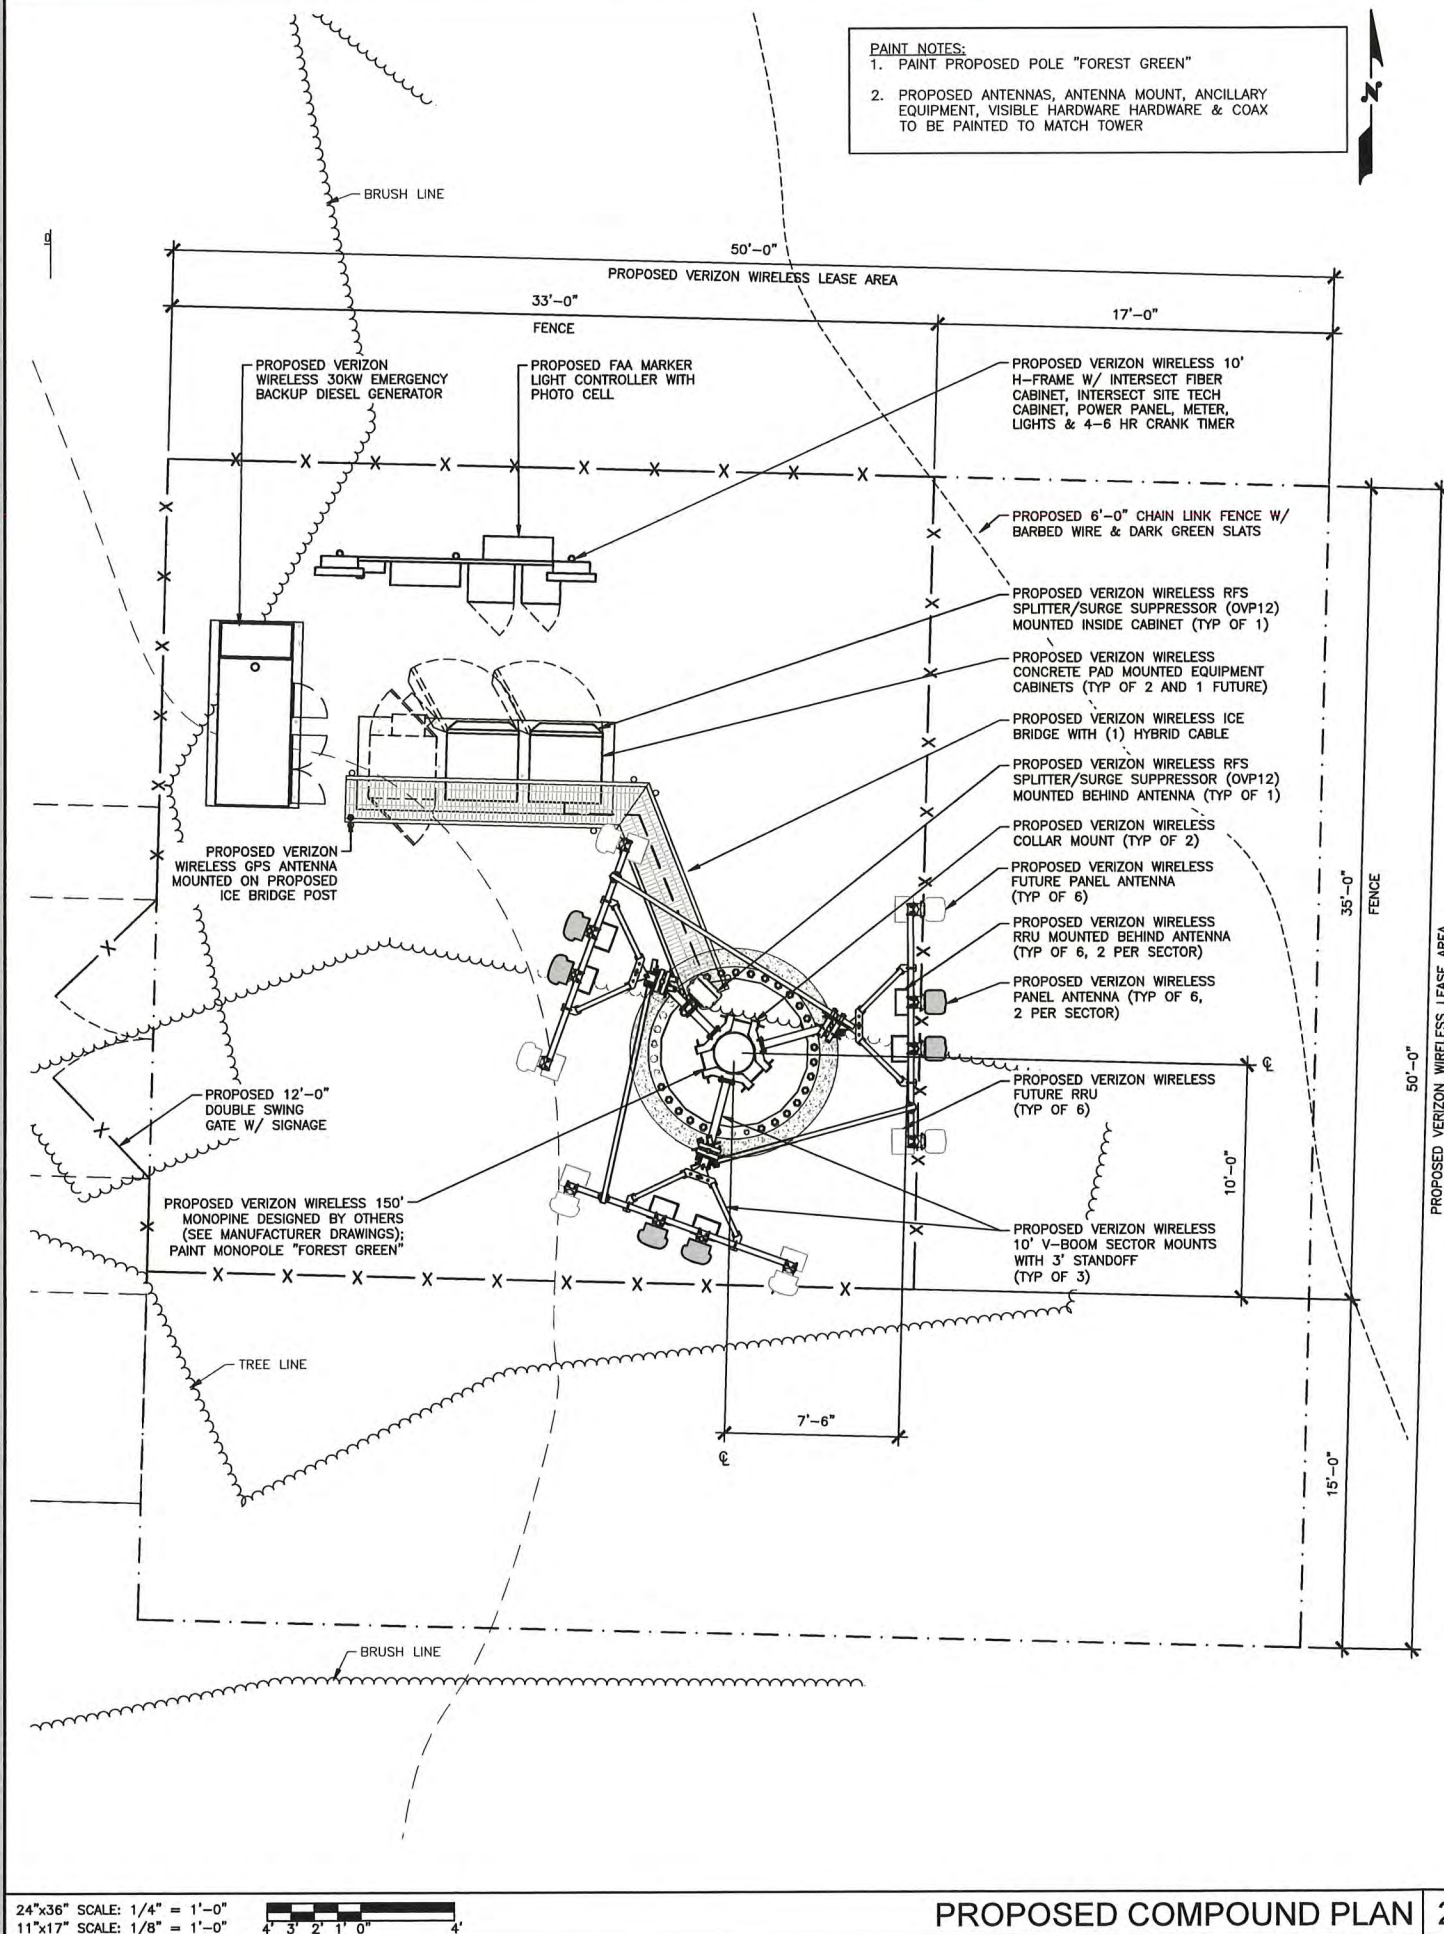 PAINT NOTES:
1. PAINT PROPOSED POLE "FOREST GREEN"
2. PROPOSED ANTENNAS, ANTENNA MOUNT, ANCILLARY
EQUIPMENT, VISIBLE HARDWARE HARDWARE & COAX
TO BE PAINTED TO MATCH TOWER
N
BRUSH LINE
50'-0"
PROPOSED VERIZON WIRELESS LEASE AREA
33'-0"
FENCE
17'-0"
PROPOSED VERIZON
WIRELESS 30KW EMERGENCY
BACKUP DIESEL GENERATOR
PROPOSED FAA MARKER
LIGHT CONTROLLER WITH
PHOTO CELL
PROPOSED VERIZON WIRELESS 10'
H-FRAME W/ INTERSECT FIBER
CABINET, INTERSECT SITE TECH
CABINET, POWER PANEL, METER,
LIGHTS & 4-6 HR CRANK TIMER
PROPOSED 6'-0" CHAIN LINK FENCE W/
BARBED WIRE & DARK GREEN SLATS
PROPOSED VERIZON WIRELESS RFS
SPLITTER/SURGE SUPPRESSOR (OVP12)
MOUNTED INSIDE CABINET (TYP OF 1)
PROPOSED VERIZON WIRELESS
CONCRETE PAD MOUNTED EQUIPMENT
CABINETS (TYP OF 2 AND 1 FUTURE)
PROPOSED VERIZON WIRELESS ICE
BRIDGE WITH (1) HYBRID CABLE
PROPOSED VERIZON WIRELESS RFS
SPLITTER/SURGE SUPPRESSOR (OVP12)
MOUNTED BEHIND ANTENNA (TYP OF 1)
PROPOSED VERIZON WIRELESS
COLLAR MOUNT (TYP OF 2)
PROPOSED VERIZON
WIRELESS GPS ANTENNA
MOUNTED ON PROPOSED
ICE BRIDGE POST
PROPOSED VERIZON WIRELESS
FUTURE PANEL ANTENNA
(TYP OF 6)
PROPOSED VERIZON WIRELESS
RRU MOUNTED BEHIND ANTENNA
(TYP OF 6, 2 PER SECTOR)
PROPOSED VERIZON WIRELESS
PANEL ANTENNA (TYP OF 6,
2 PER SECTOR)
35'-0"
FENCE
50'-0"
PROPOSED VERIZON WIRELESS LEASE AREA
PROPOSED 12'-0"
DOUBLE SWING
GATE W/ SIGNAGE
PROPOSED VERIZON WIRELESS
FUTURE RRU
(TYP OF 6)
10'-0"
PROPOSED VERIZON WIRELESS 150'
MONOPINE DESIGNED BY OTHERS
(SEE MANUFACTURER DRAWINGS);
PAINT MONOPOLE "FOREST GREEN"
PROPOSED VERIZON WIRELESS
10' V-BOOM SECTOR MOUNTS
WITH 3' STANDOFF
(TYP OF 3)
TREE LINE
7'-6"
15'-0"
BRUSH LINE
24"x36" SCALE: 1/4" = 1'-0"
11"x17" SCALE: 1/8" = 1'-0"
4' 3' 2' 1' 0" 4'
PROPOSED COMPOUND PLAN